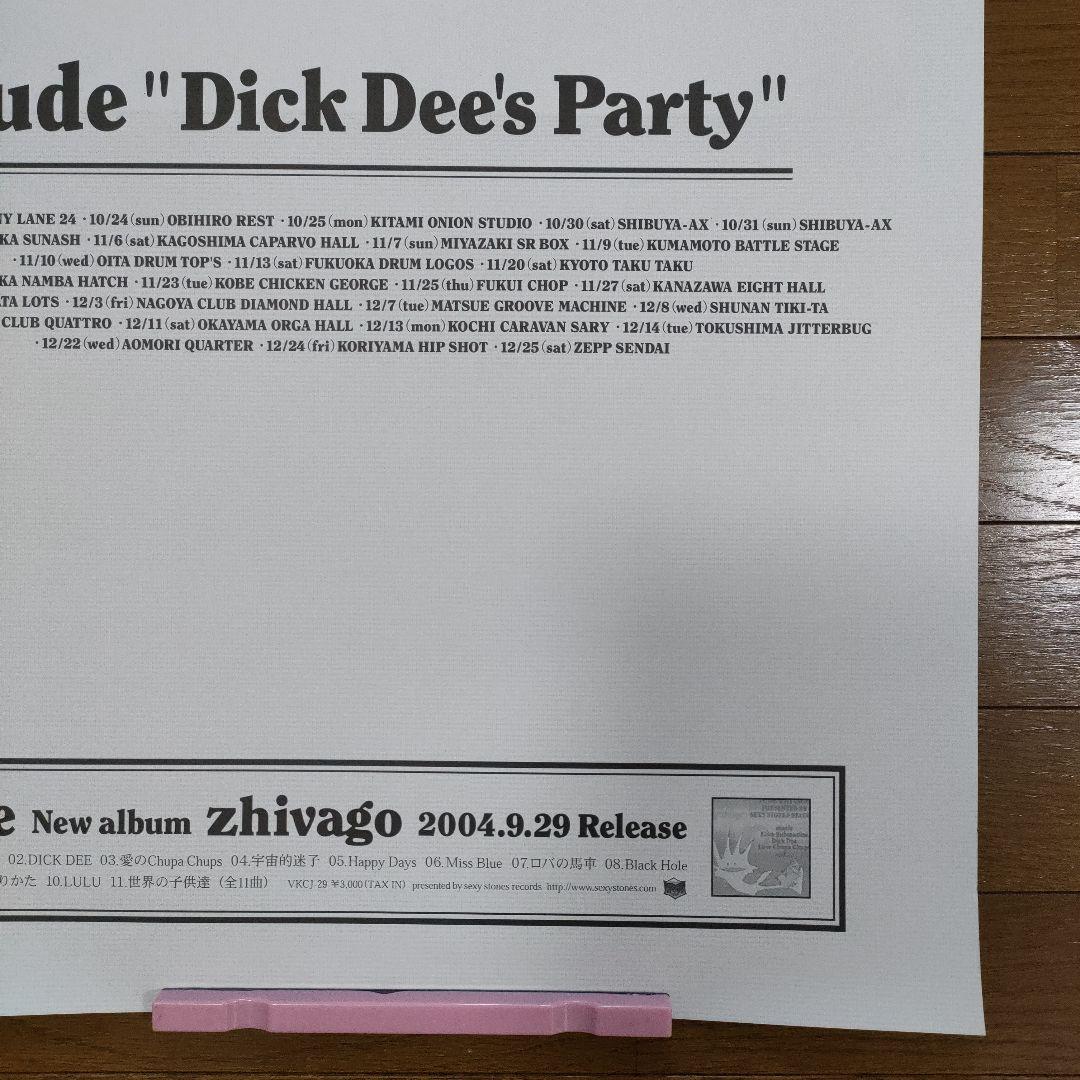 ude "Dick Dee's Party"
NY LANE 24 ・10/24(sun)OBIHIRO REST ・10/25(mon)KITAMI ONION STUDIO ・10/30(sat)SHIBUYA-AX ・10/31(sun)SHIBUYA-AX
KA SUNASH ・11/6(sat)KAGOSHIMA CAPARVO HALL ・11/7(sun)MIYAZAKI SR BOX ・11/9(tue)KUMAMOTO BATTLE STAGE
・11/10(wed)OITA DRUM TOP'S ・11/13(sat)FUKUOKA DRUM LOGOS ・11/20(sat)KYOTO TAKU TAKU
KA NAMBA HATCH ・11/23(tue)KOBE CHICKEN GEORGE ・11/25(thu)FUKUI CHOP ・11/27(sat)KANAZAWA EIGHT HALL
TA LOTS ・12/3(fri)NAGOYA CLUB DIAMOND HALL ・12/7(tue)MATSUE GROOVE MACHINE ・12/8(wed)SHUNAN TIKI-TA
CLUB QUATTRO ・12/11(sat)OKAYAMA ORGA HALL ・12/13(mon)KOCHI CARAVAN SARY ・12/14(tue)TOKUSHIMA JITTERBUG
・12/22(wed)AOMORI QUARTER ・12/24(fri)KORIYAMA HIP SHOT ・12/25(sat)ZEPP SENDAI
e New album zhivago 2004.9.29 Release
02.DICK DEE 03.愛のChupa Chups 04.宇宙的迷子 05.Happy Days 06.Miss Blue 07.ロバの馬車 08.Black Hole
りかた 10.LULU 11.世界の子供達（全11曲） VKCJ-29 ¥3,000(TAX IN) presented by sexy stones records http://www.sexystones.com